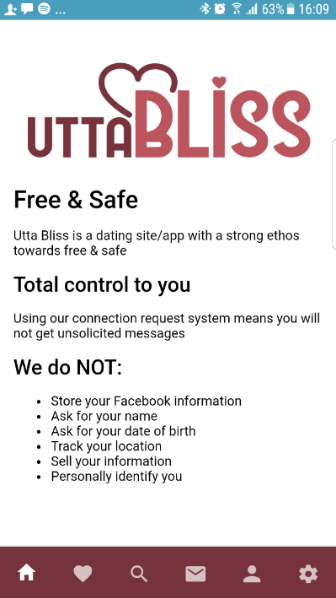 ... 63% 16:09
UTTABLiSS
Free & Safe
Utta Bliss is a dating site/app with a strong ethos
towards free & safe
Total control to you
Using our connection request system means you will
not get unsolicited messages
We do NOT:
• Store your Facebook information
• Ask for your name
• Ask for your date of birth
• Track your location
• Sell your information
• Personally identify you